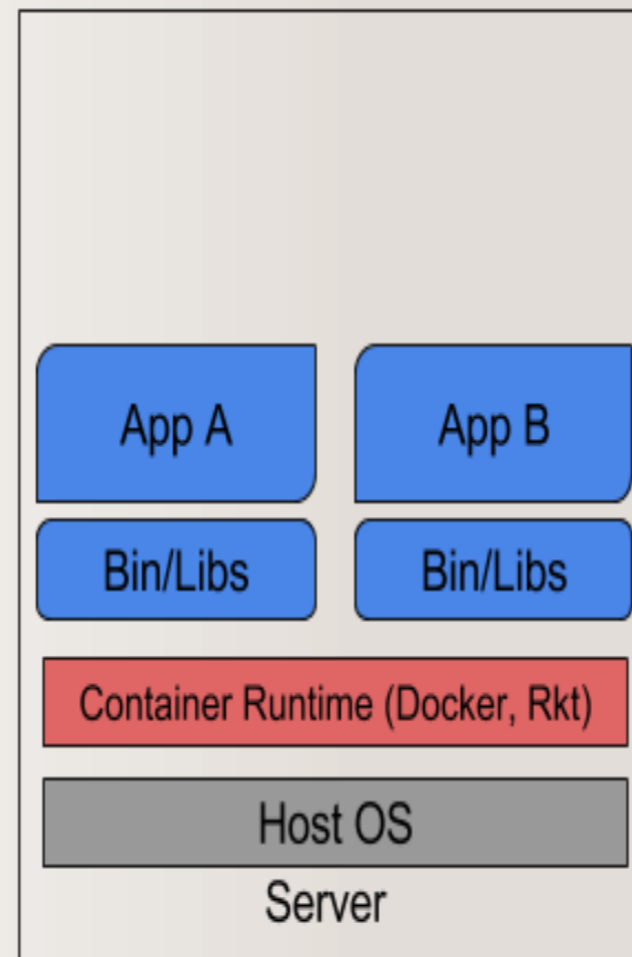 App A
App B
Bin/Libs
Bin/Libs
Container Runtime (Docker, Rkt)
Host OS
Server